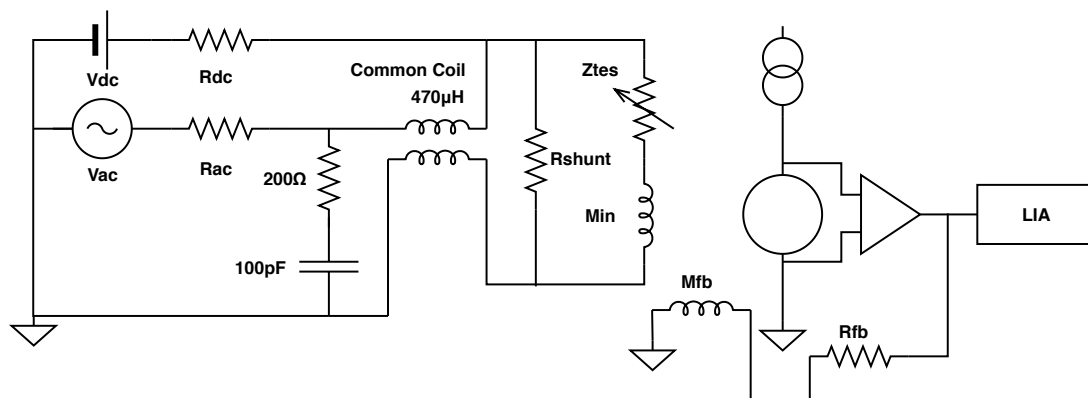 Vdc
Rdc
Common Coil
470µH
Ztes
Vac
Rac
200Ω
Rshunt
Min
LIA
100pF
Mfb
Rfb